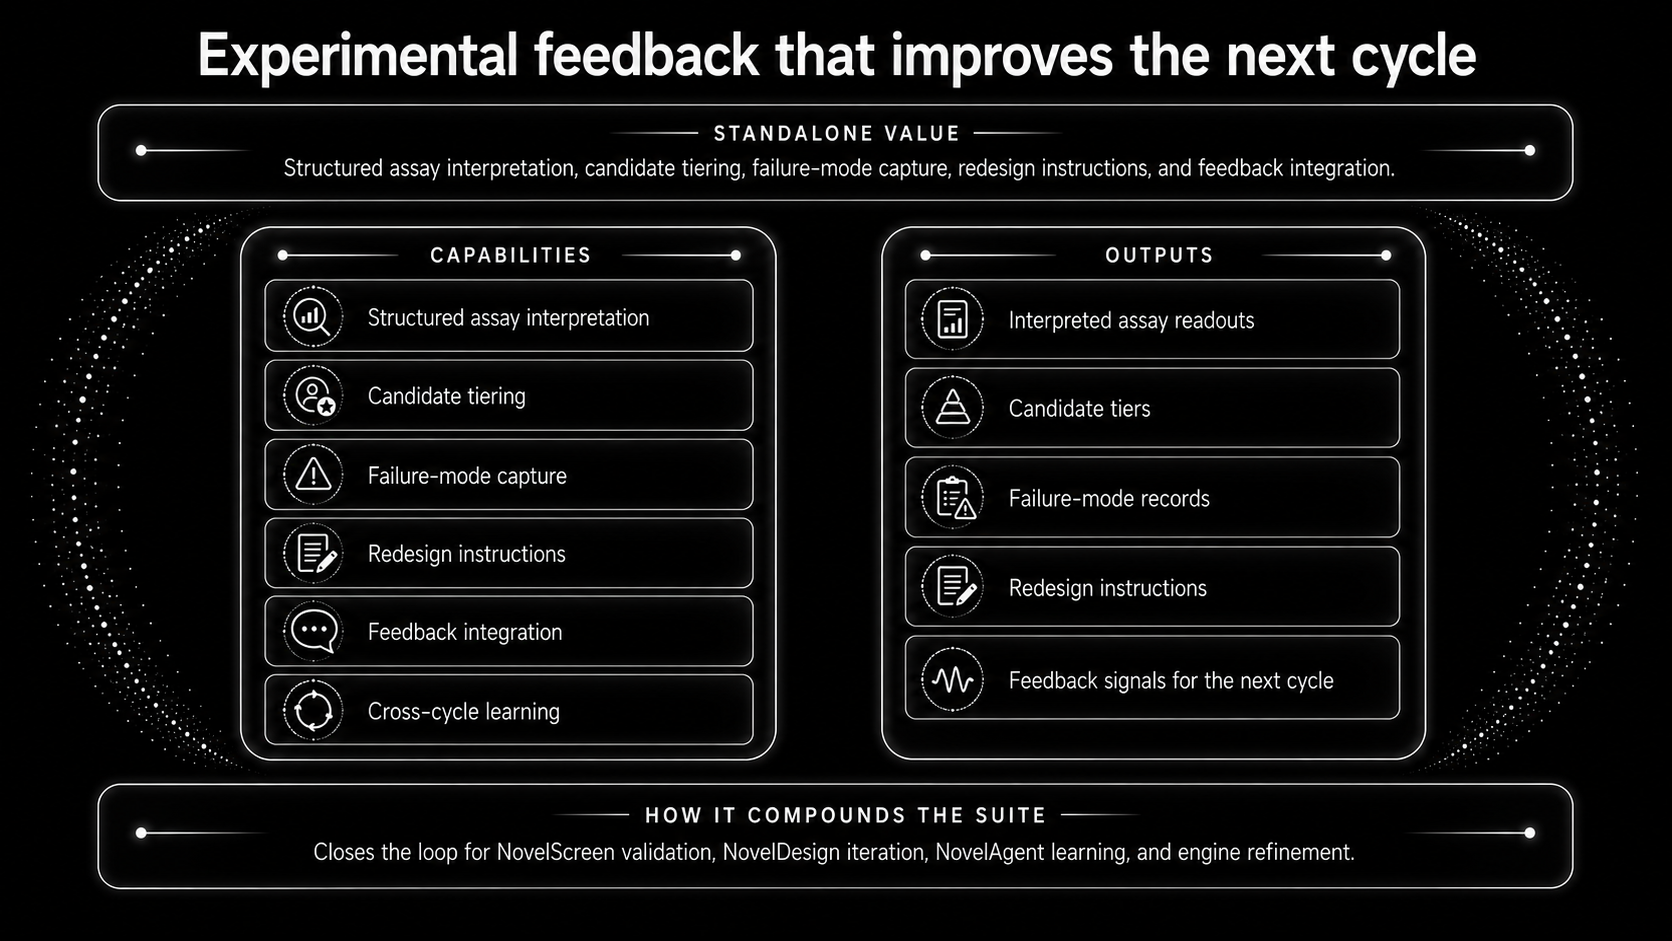 Experimental feedback that improves the next cycle
STANDALONE VALUE
Structured assay interpretation, candidate tiering, failure-mode capture, redesign instructions, and feedback integration.
CAPABILITIES
Structured assay interpretation
Candidate tiering
Failure-mode capture
Redesign instructions
Feedback integration
Cross-cycle learning
OUTPUTS
Interpreted assay readouts
Candidate tiers
Failure-mode records
Redesign instructions
Feedback signals for the next cycle
HOW IT COMPOUNDS THE SUITE
Closes the loop for NovelScreen validation, NovelDesign iteration, NovelAgent learning, and engine refinement.